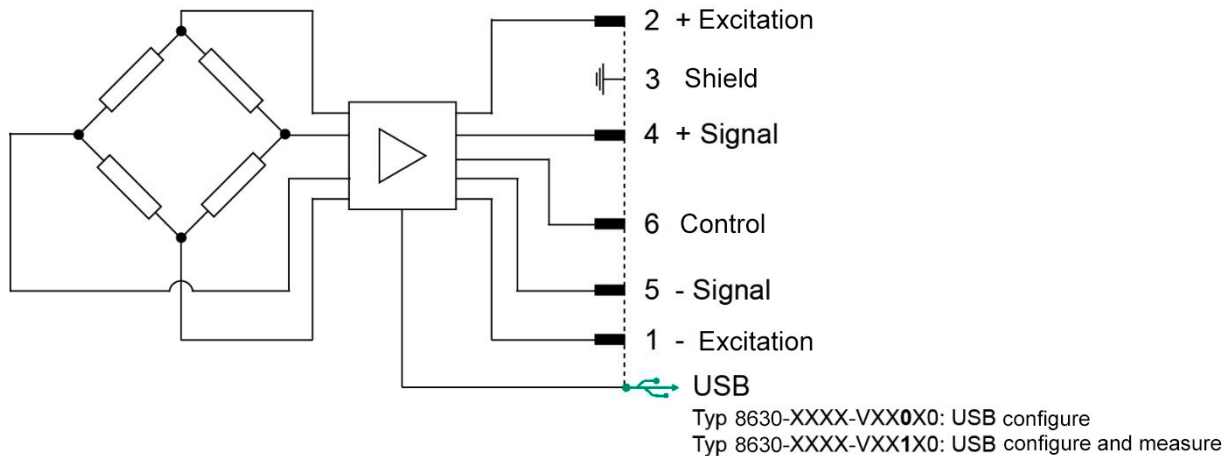 2 + Excitation
3 Shield
4 + Signal
6 Control
5 - Signal
1 - Excitation
USB
Typ 8630-XXXX-VXX0X0: USB configure
Typ 8630-XXXX-VXX1X0: USB configure and measure